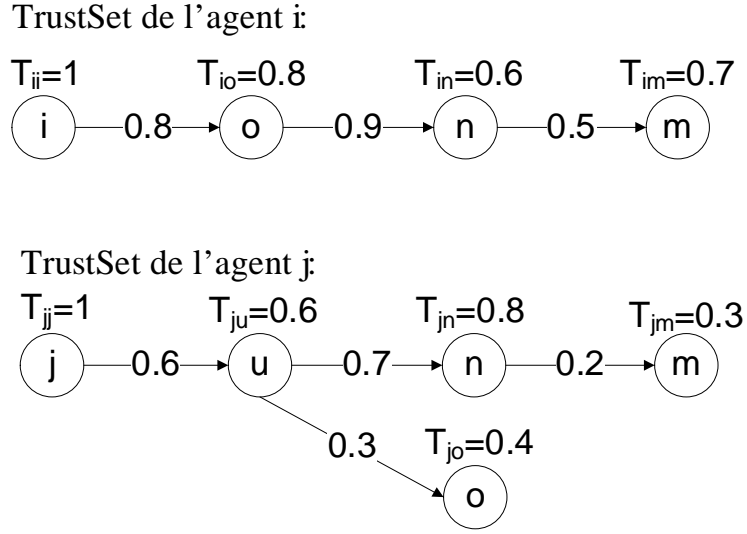 TrustSet de l’agent i:
Tii=1 Tio=0.8 Tin=0.6 Tim=0.7
i 0.8 o 0.9 n 0.5 m
TrustSet de l’agent j:
Tjj=1 Tju=0.6 Tjn=0.8 Tjm=0.3
j 0.6 u 0.7 n 0.2 m
0.3 Tjo=0.4
o